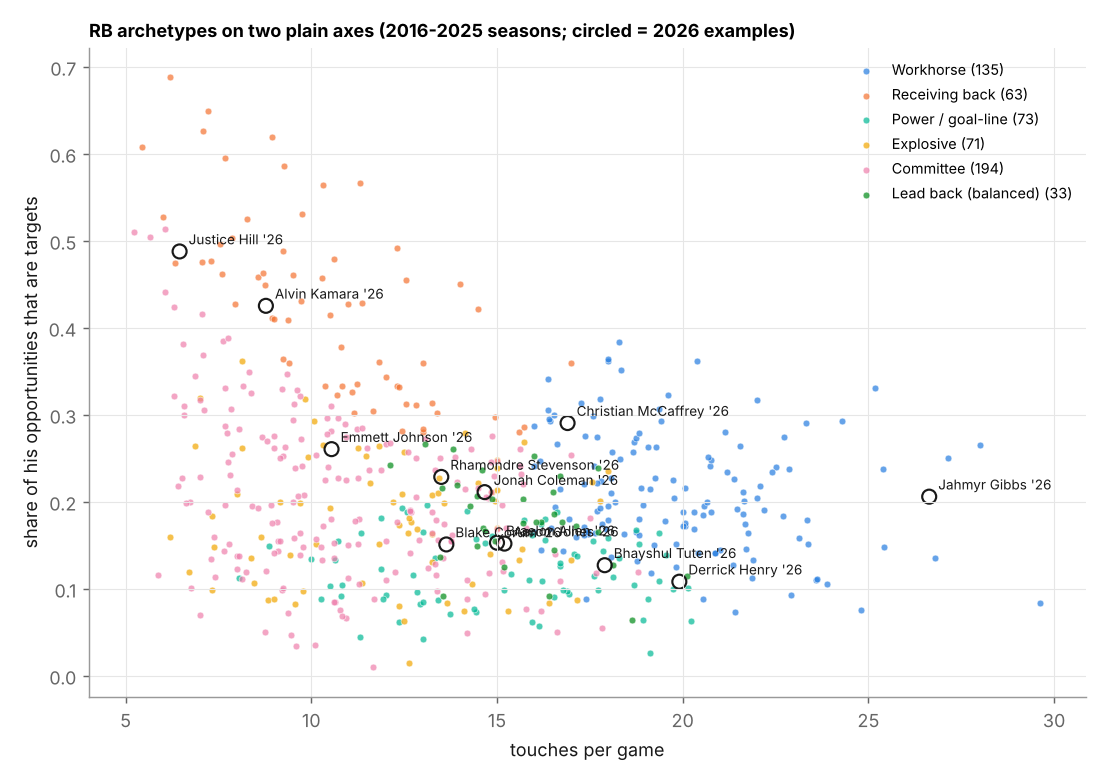 RB archetypes on two plain axes (2016-2025 seasons; circled = 2026 examples)
share of his opportunities that are targets
0.7
0.6
0.5
0.4
0.3
0.2
0.1
0.0
Workhorse (135)
Receiving back (63)
Power / goal-line (73)
Explosive (71)
Committee (194)
Lead back (balanced) (33)
Justice Hill '26
Alvin Kamara '26
Christian McCaffrey '26
Emmett Johnson '26
Rhamondre Stevenson '26
Jonah Coleman '26
Jahmyr Gibbs '26
Blake Corum '26
Bhayshul Tuten '26
Derrick Henry '26
5
10
15
20
25
30
touches per game